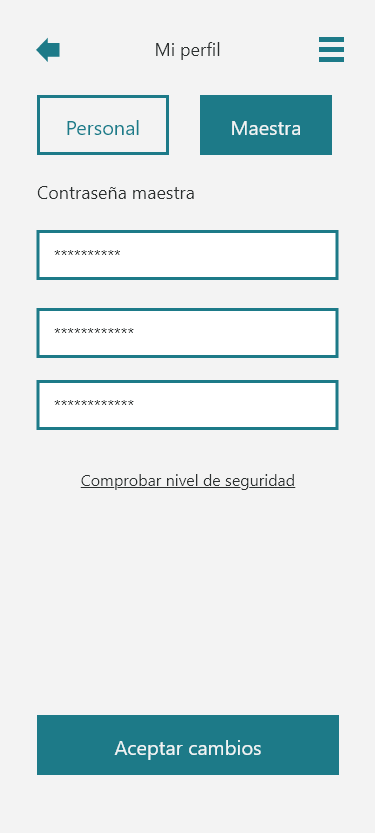 Mi perfil
Personal
Maestra
Contraseña maestra
**********
************
************
Comprobar nivel de seguridad
Aceptar cambios